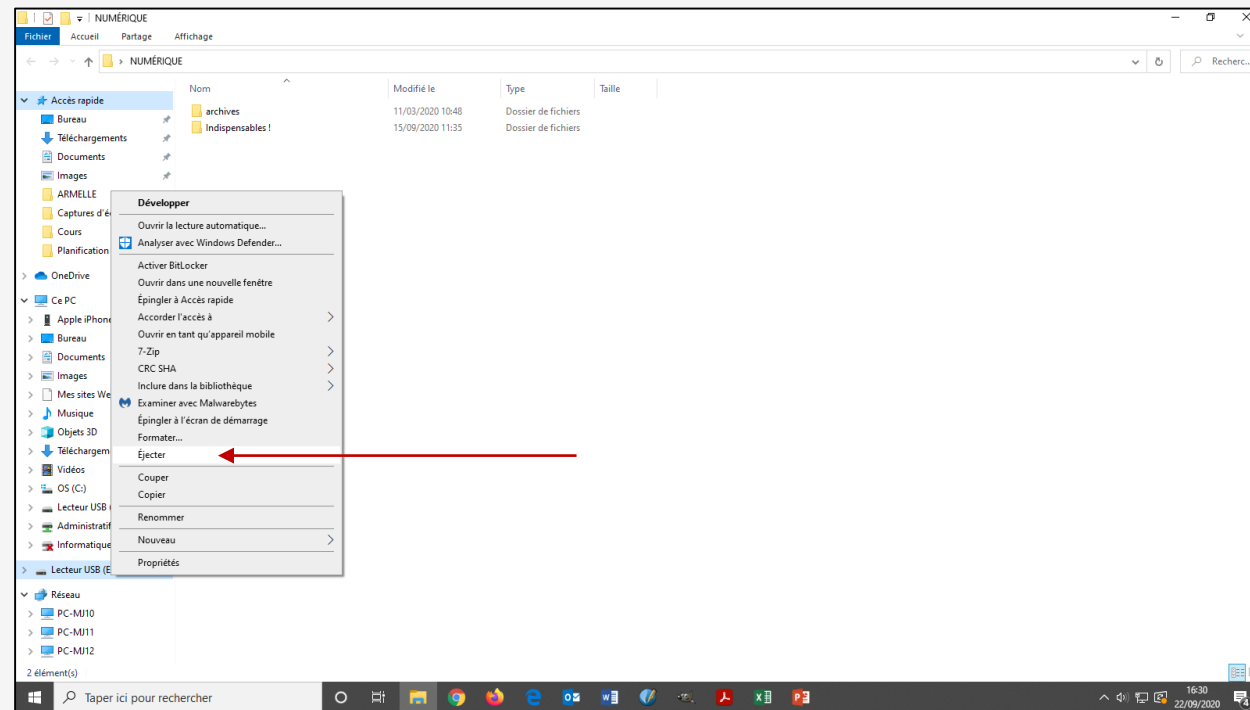 NUMÉRIQUE
Fichier Accueil Partage Affichage
NUMÉRIQUE
Recherc...
Nom Modifié le Type Taille
Accès rapide
archives 11/03/2020 10:48 Dossier de fichiers
Bureau
Indispensables ! 15/09/2020 11:35 Dossier de fichiers
Téléchargements
Documents
Images
ARMELLE
Captures d'é
Cours
Planification
OneDrive
Ce PC
Apple iPhone
Bureau
Documents
Images
Mes sites We
Musique
Objets 3D
Téléchargem
Vidéos
OS (C:)
Lecteur USB
Administratif
Informatique
Lecteur USB (E
Réseau
PC-MJ10
PC-MJ11
PC-MJ12
Développer
Ouvrir la lecture automatique...
Analyser avec Windows Defender...
Activer BitLocker
Ouvrir dans une nouvelle fenêtre
Épingler à Accès rapide
Accorder l'accès à
Ouvrir en tant qu'appareil mobile
7-Zip
CRC SHA
Inclure dans la bibliothèque
Examiner avec Malwarebytes
Épingler à l'écran de démarrage
Formater...
Éjecter
Couper
Copier
Renommer
Nouveau
Propriétés
2 élément(s)
Taper ici pour rechercher
16:30
22/09/2020